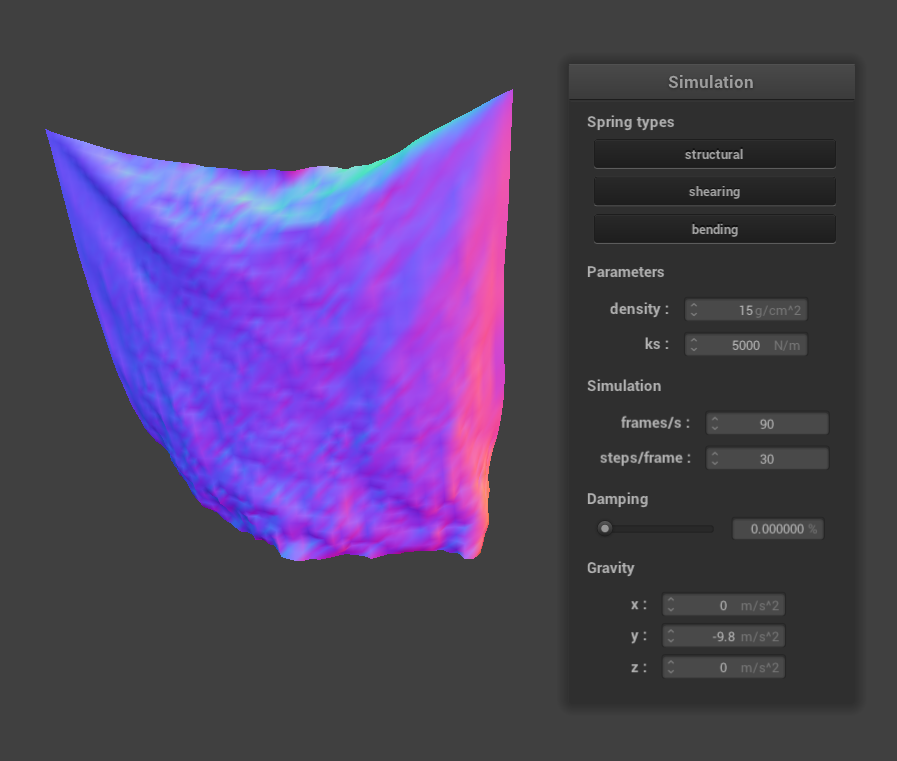 Simulation
Spring types
structural
shearing
bending
Parameters
density : 15 g/cm^2
ks : 5000 N/m
Simulation
frames/s : 90
steps/frame : 30
Damping
0.000000 %
Gravity
x : 0 m/s^2
y : -9.8 m/s^2
z : 0 m/s^2